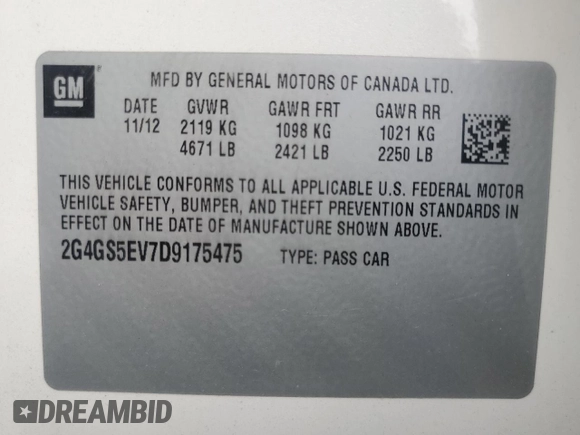 GM ®
MFD BY GENERAL MOTORS OF CANADA LTD.
DATE GVWR GAWR FRT GAWR RR
11/12 2119 KG 1098 KG 1021 KG
4671 LB 2421 LB 2250 LB
THIS VEHICLE CONFORMS TO ALL APPLICABLE U.S. FEDERAL MOTOR
VEHICLE SAFETY, BUMPER, AND THEFT PREVENTION STANDARDS IN
EFFECT ON THE DATE OF MANUFACTURE SHOWN ABOVE.
2G4GS5EV7D9175475 TYPE: PASS CAR
DREAMBID